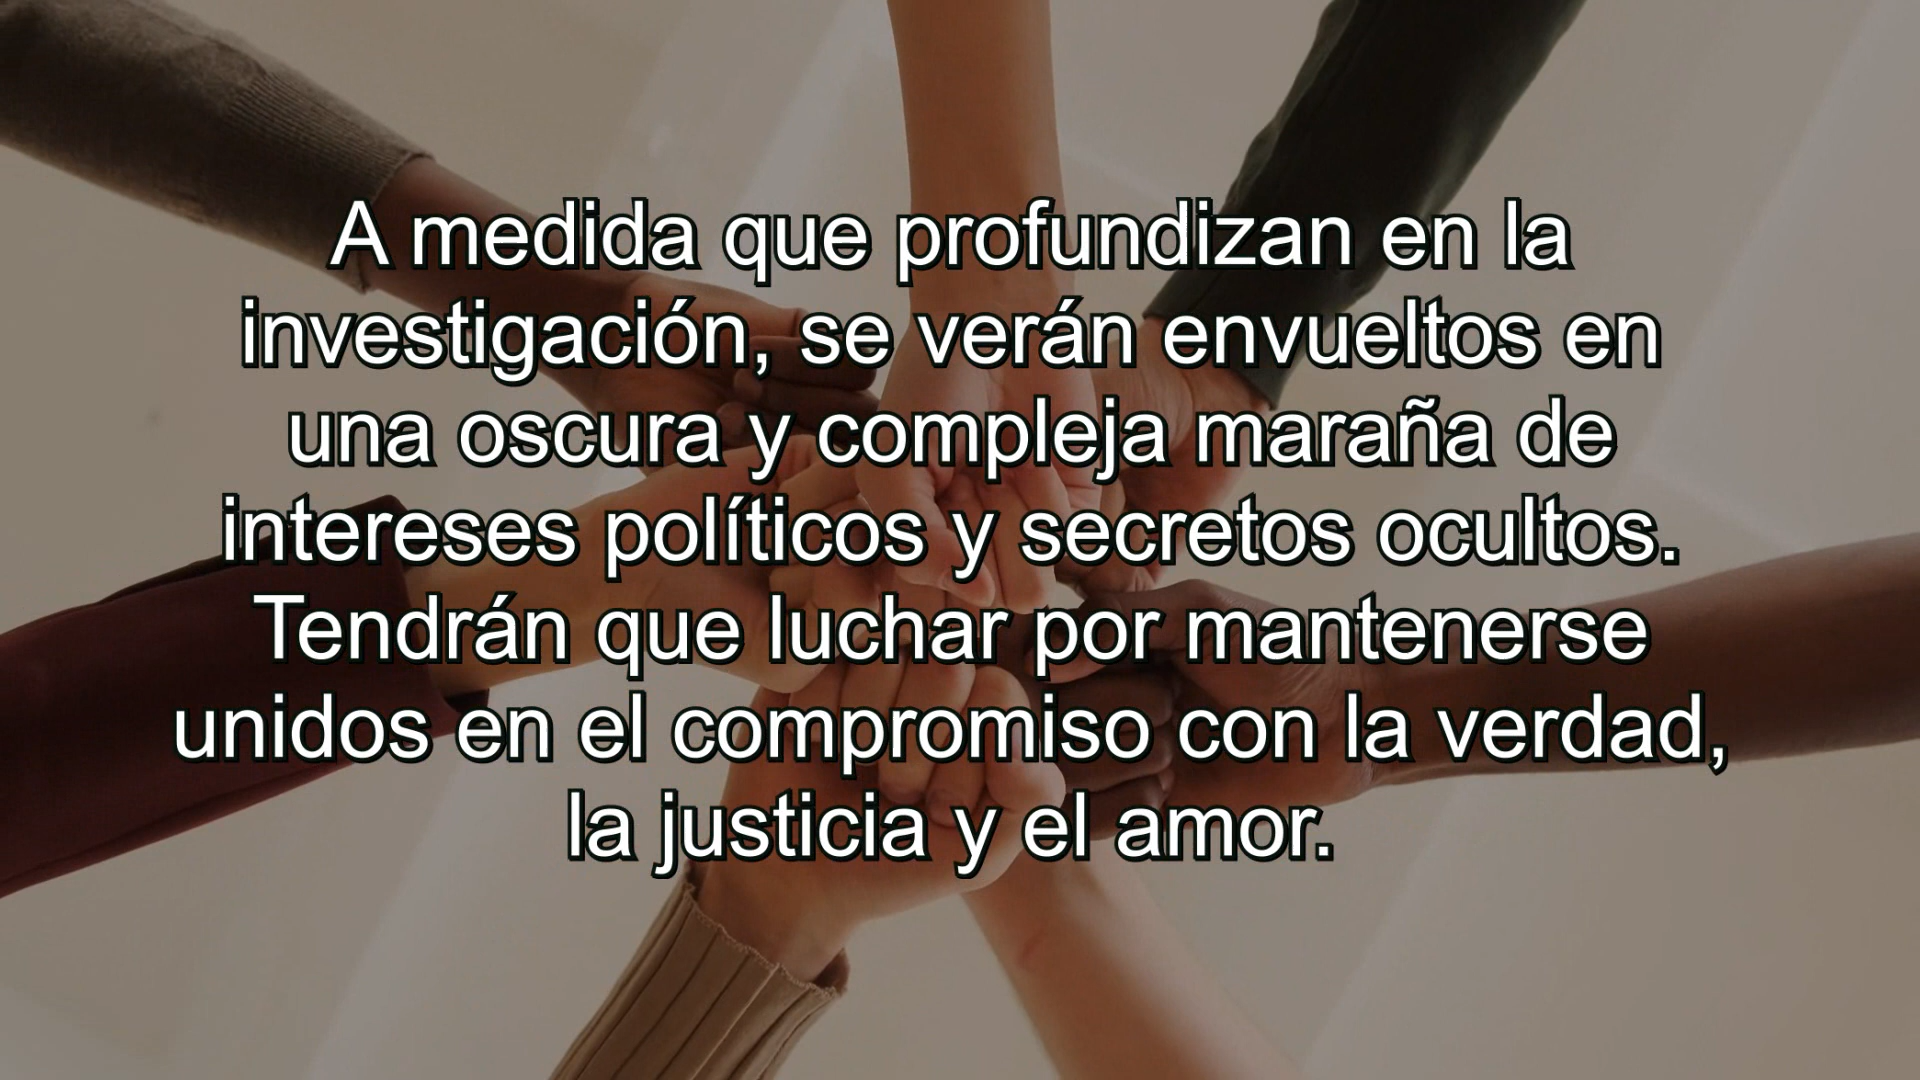 A medida que profundizan en la
investigación, se verán envueltos en
una oscura y compleja maraña de
intereses políticos y secretos ocultos.
Tendrán que luchar por mantenerse
unidos en el compromiso con la verdad,
la justicia y el amor.